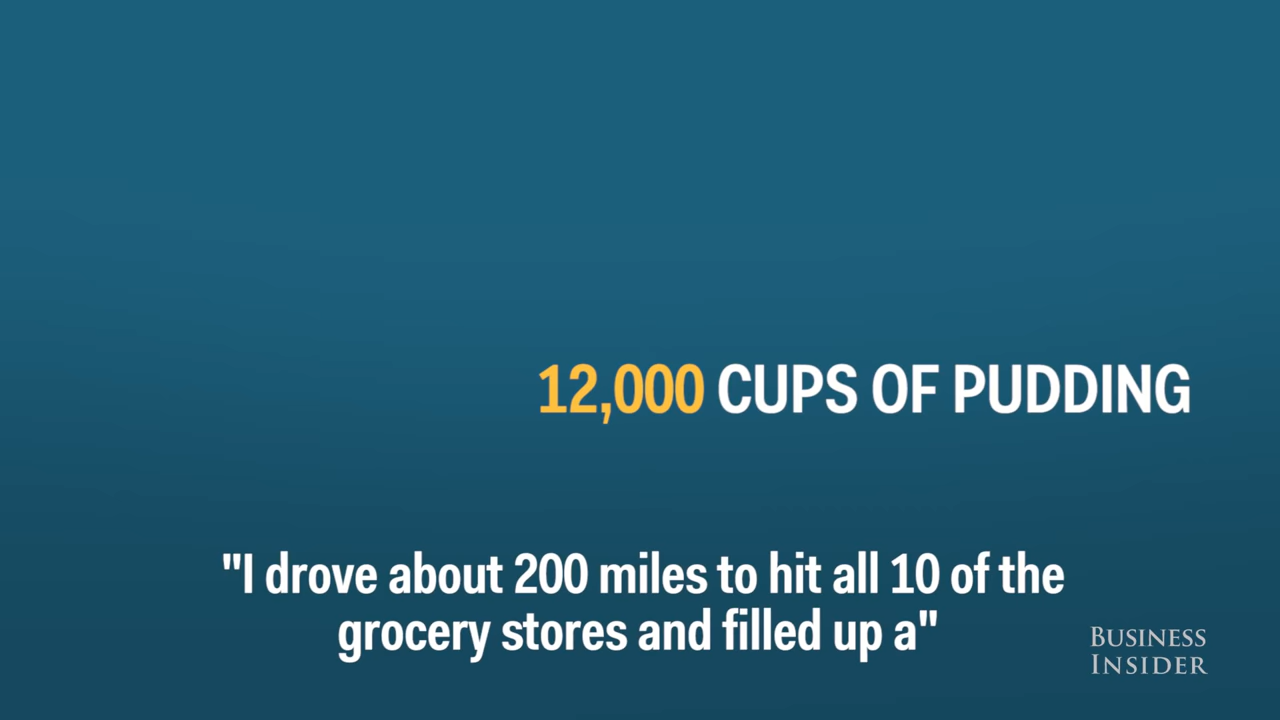 12,000 CUPS OF PUDDING
"I drove about 200 miles to hit all 10 of the
grocery stores and filled up a"
BUSINESS
INSIDER